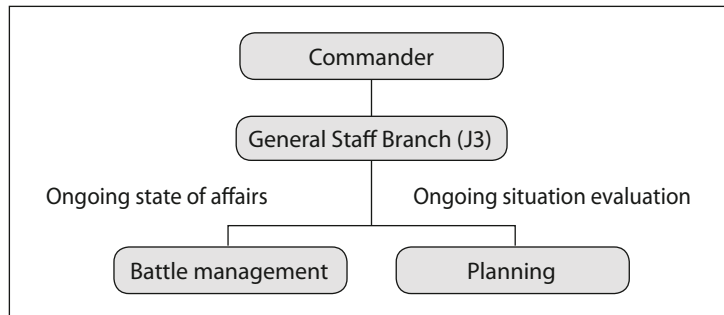 Commander
General Staff Branch (J3)
Ongoing state of affairs
Ongoing situation evaluation
Battle management
Planning